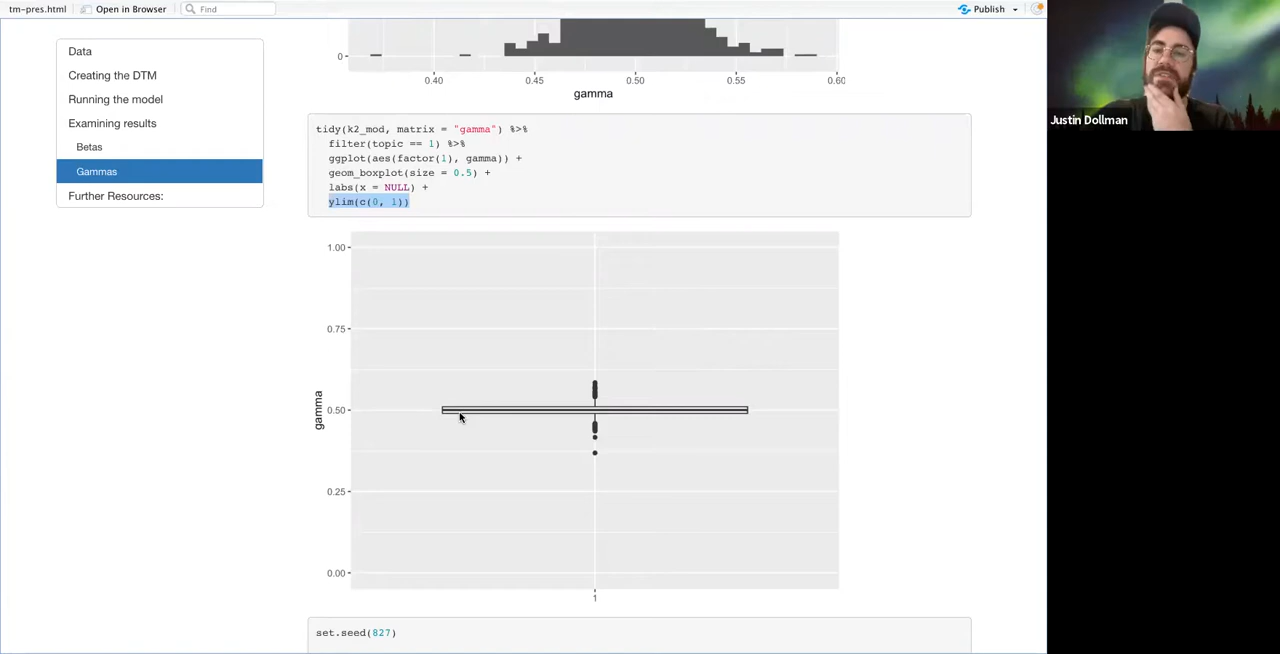 tm-pres.html Open in Browser Find Publish
Data
Creating the DTM
Running the model
Examining results
Betas
Gammas
Further Resources:
0
0.40 0.45 0.50 0.55 0.60
gamma
tidy(k2_mod, matrix = "gamma") %>%
filter(topic == 1) %>%
ggplot(aes(factor(1), gamma)) +
geom_boxplot(size = 0.5) +
labs(x = NULL) +
ylim(c(0, 1))
1.00
0.75
0.50
0.25
0.00
gamma
1
set.seed(827)
Justin Dollman